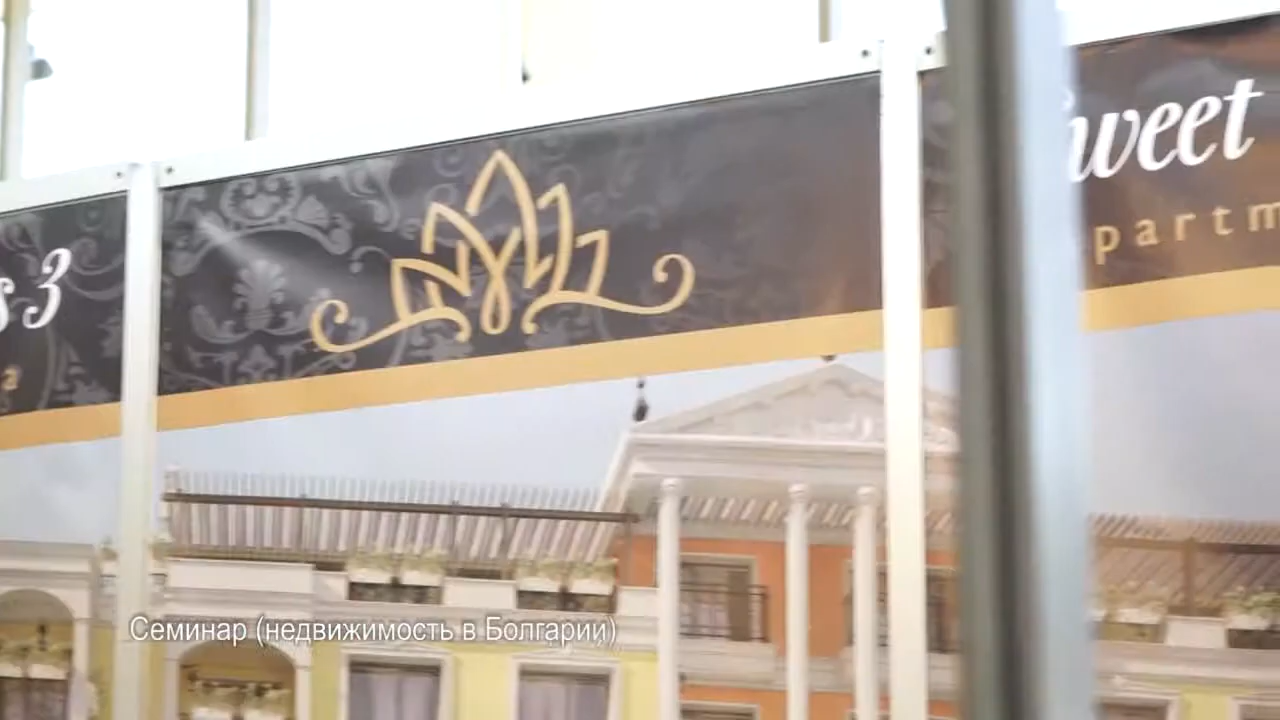 s 3
a
weet
partm
Семинар (недвижимость в Болгарии)